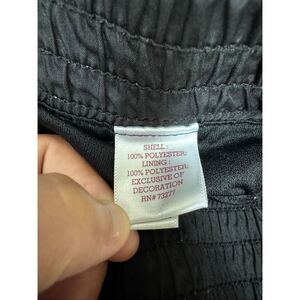 SHELL:
100% POLYESTER:
LINING:
100% POLYESTER:
EXCLUSIVE OF
DECORATION
RN# 73277